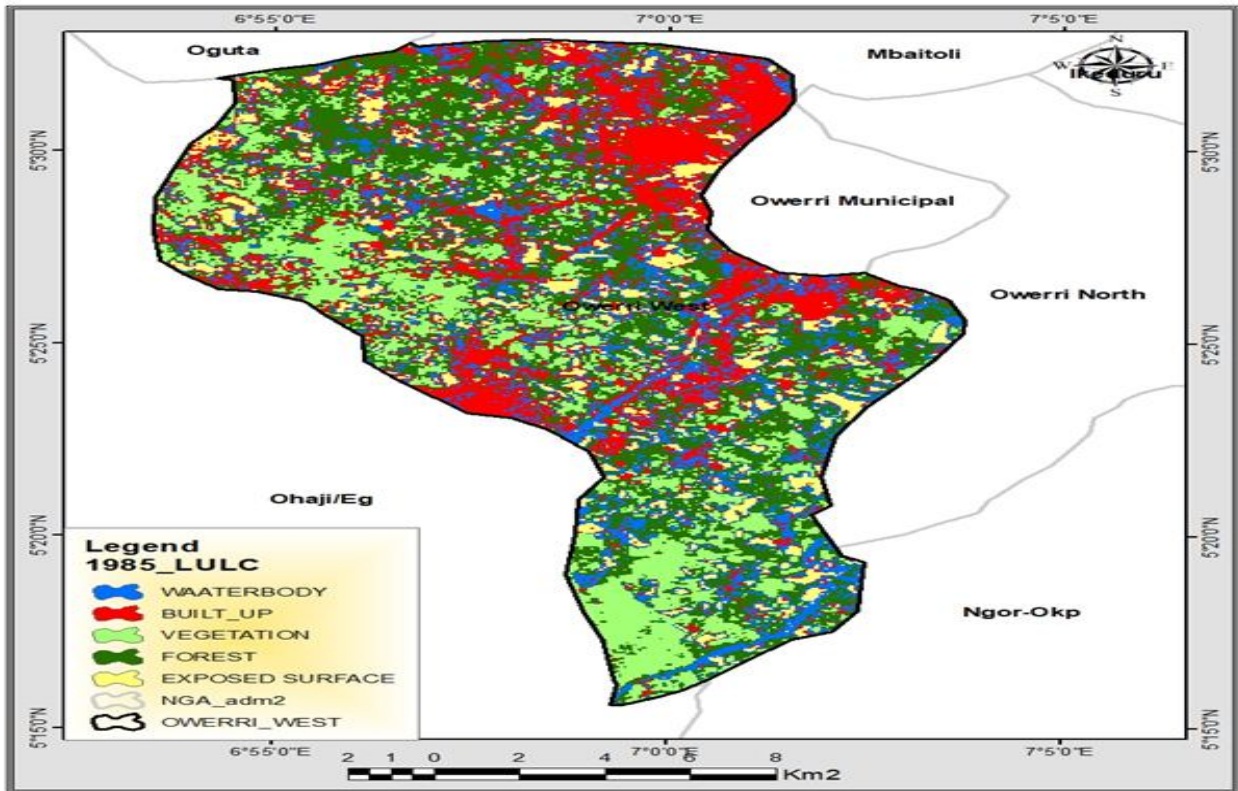 6°55'0"E 7°0'0"E 7°5'0"E
Oguta
Mbaitoli
N
W E
S
Ikeduru
5°30'0"N 5°30'0"N
Owerri Municipal
Owerri North
Owerri West
5°25'0"N 5°25'0"N
Ohaji/Eg
5°20'0"N 5°20'0"N
Ngor-Okp
Legend
1985_LULC
WAATERBODY
BUILT_UP
VEGETATION
FOREST
EXPOSED SURFACE
NGA_adm2
OWERRI_WEST
5°15'0"N 5°15'0"N
6°55'0"E 7°0'0"E 7°5'0"E
2 1 0 2 4 6 8
Km2